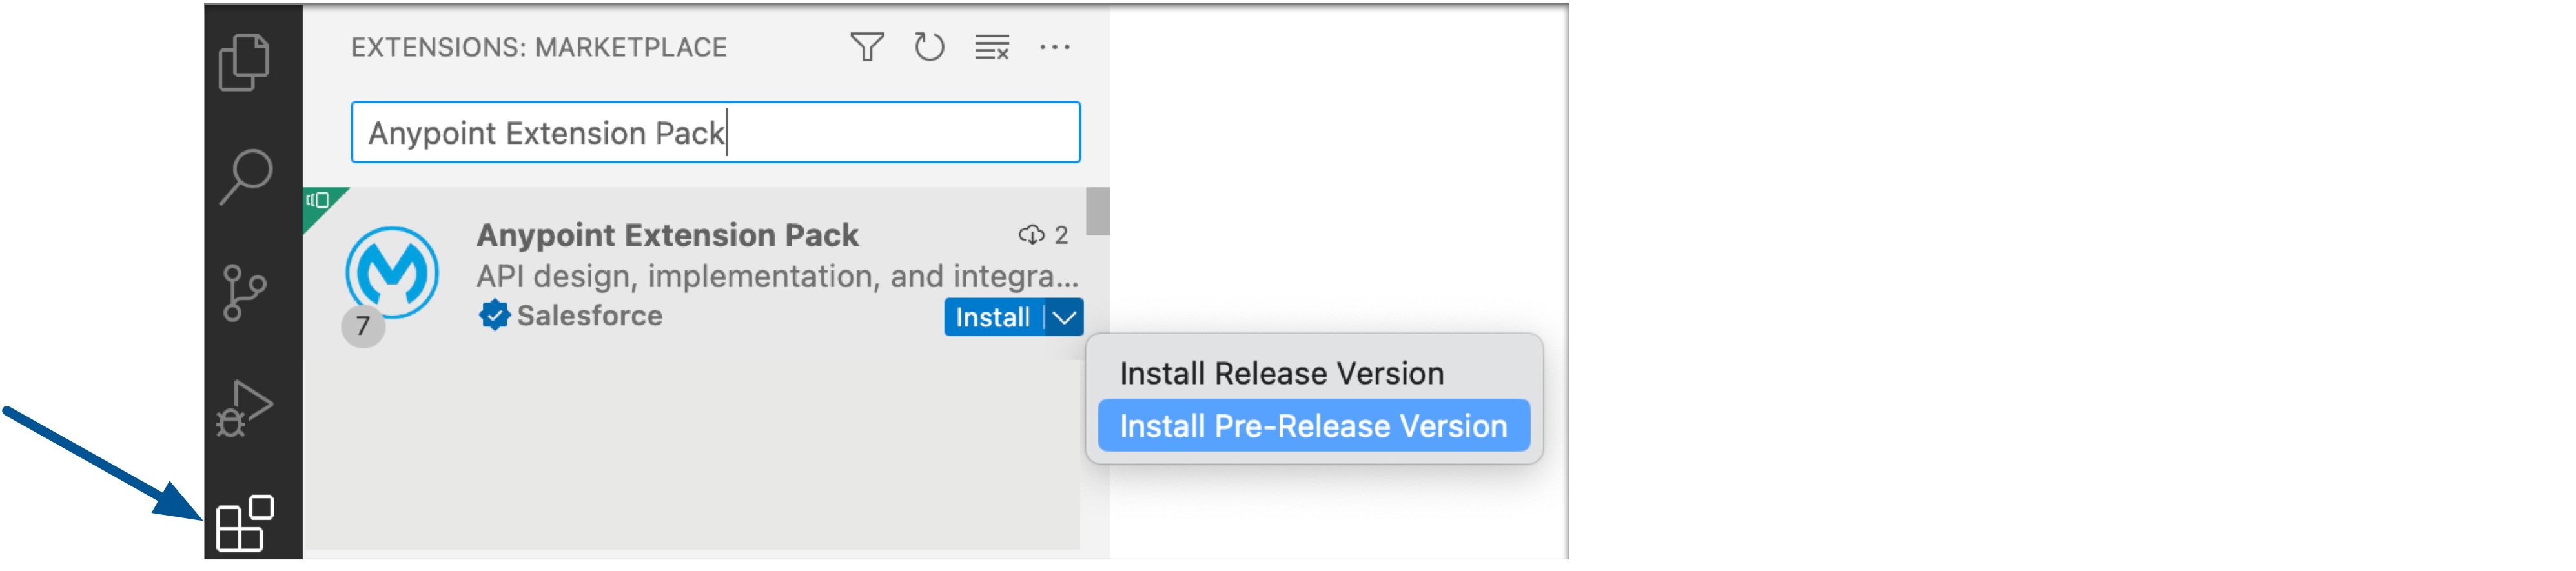 EXTENSIONS: MARKETPLACE
Anypoint Extension Pack
Anypoint Extension Pack 2
API design, implementation, and integra...
7 Salesforce Install
Install Release Version
Install Pre-Release Version